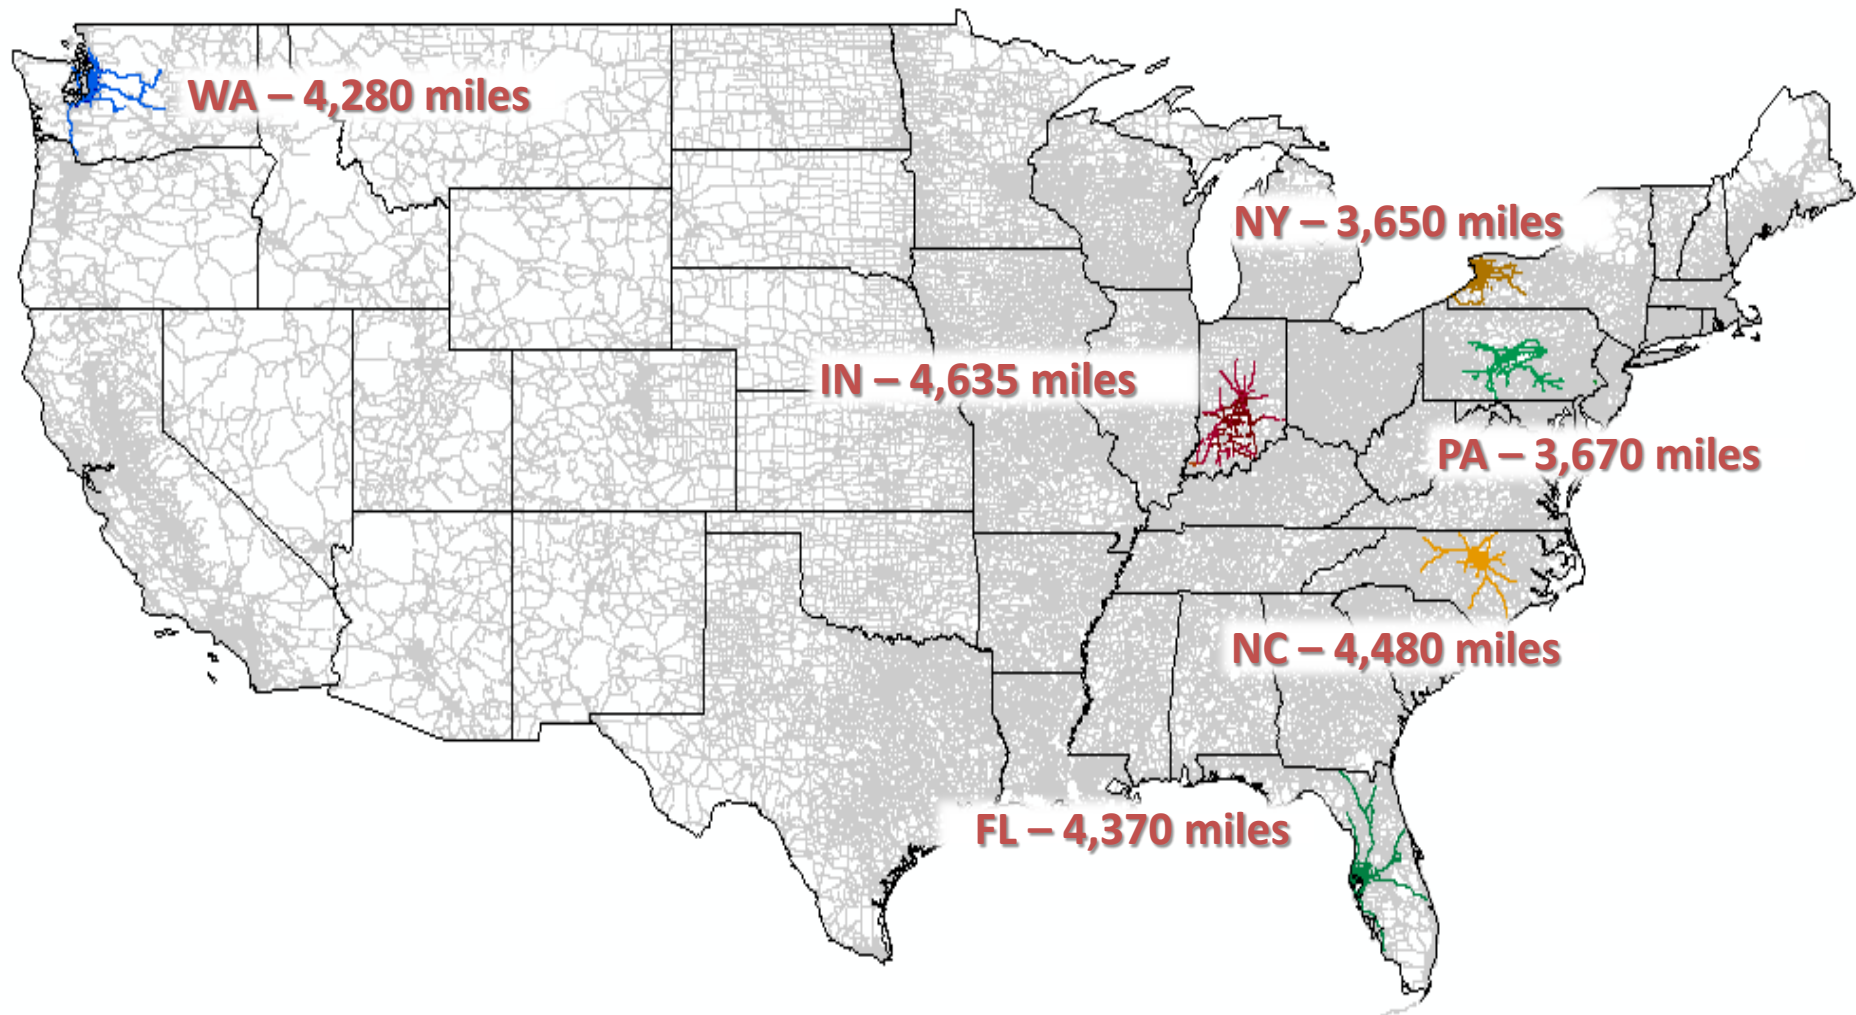 WA – 4,280 miles
NY – 3,650 miles
IN – 4,635 miles
PA – 3,670 miles
NC – 4,480 miles
FL – 4,370 miles